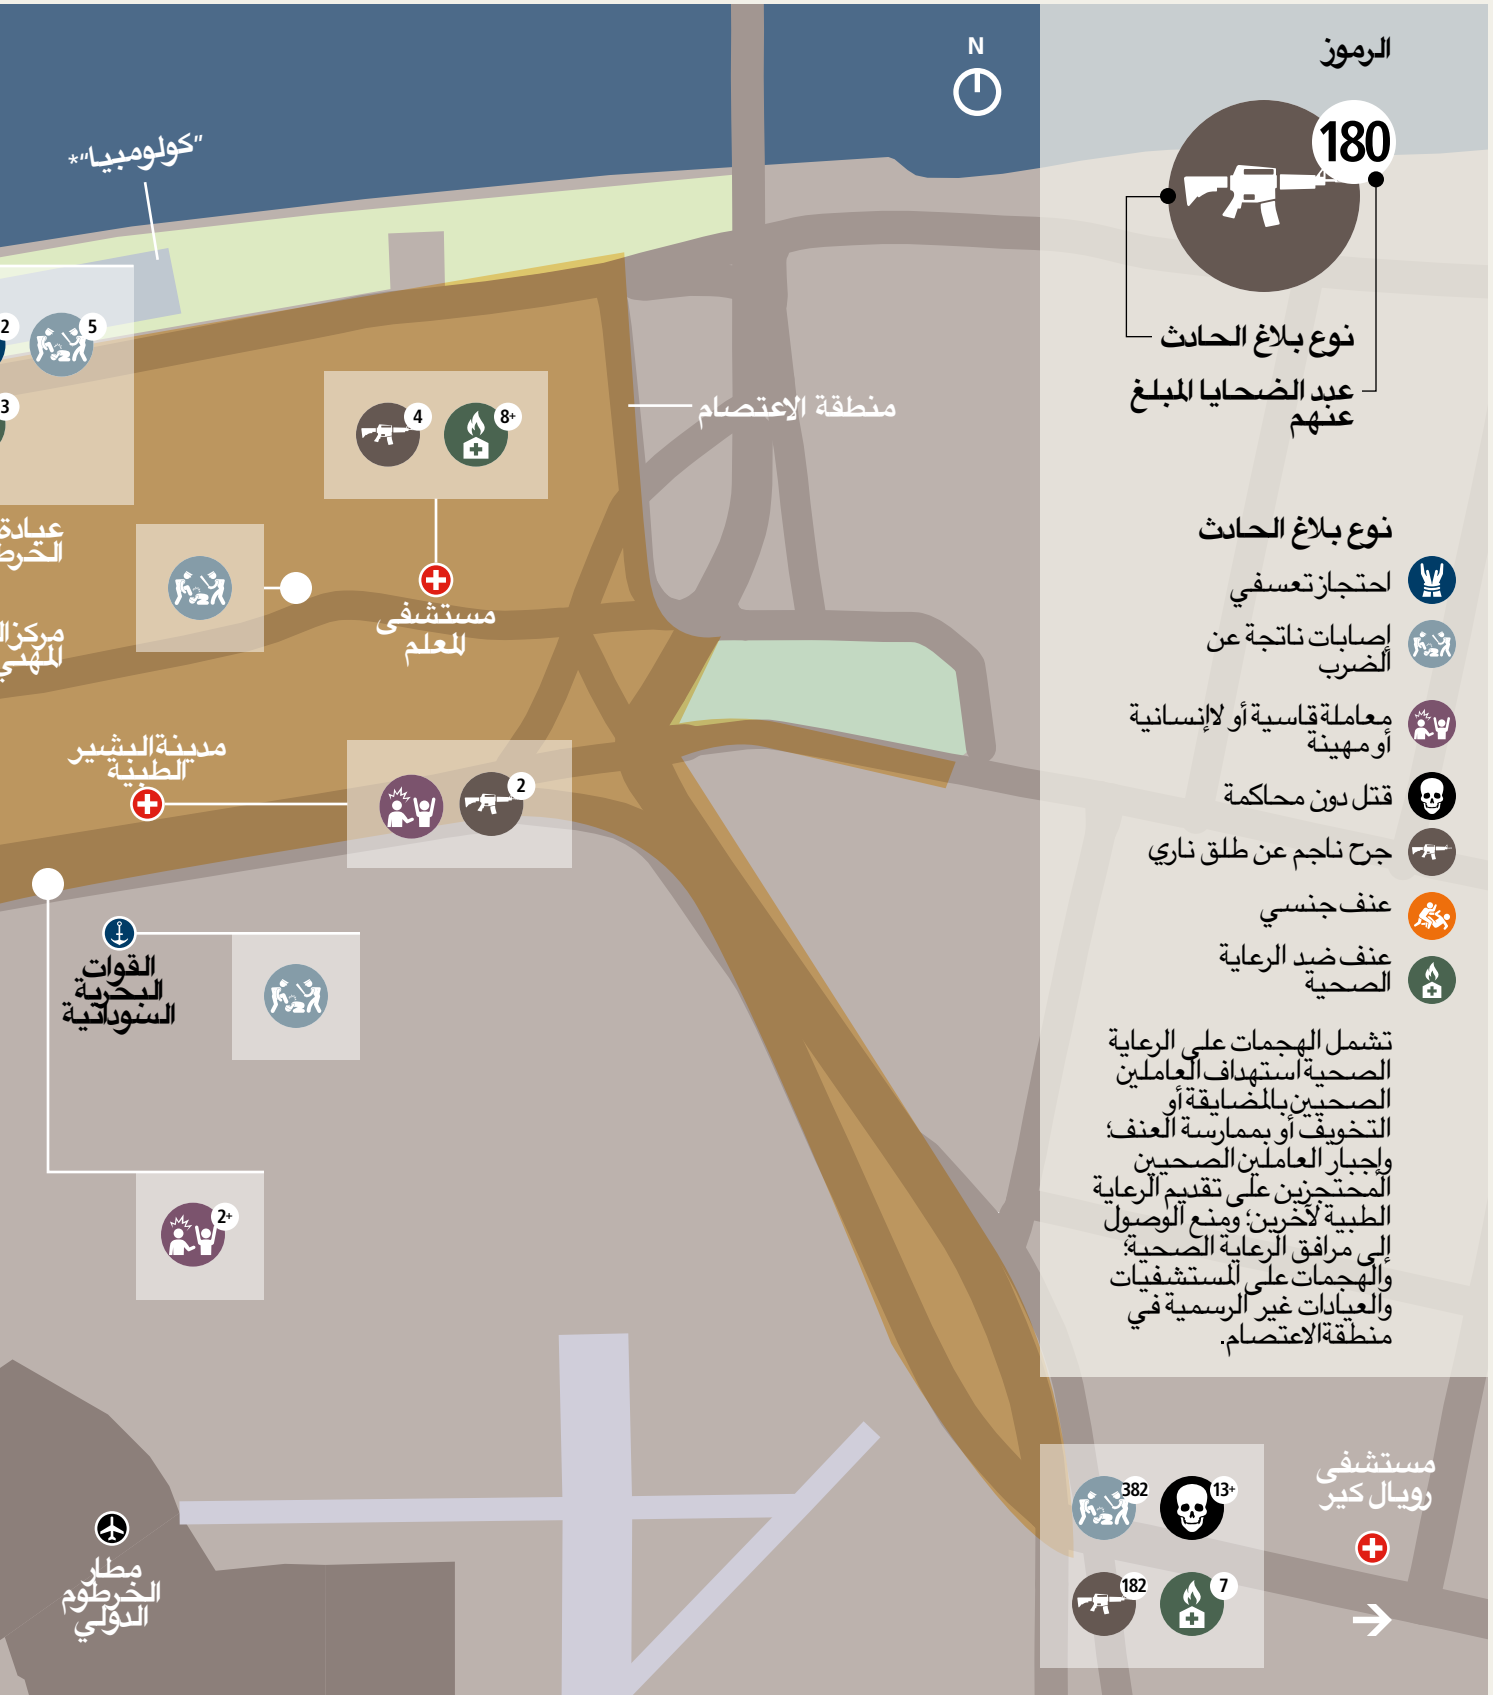 الرموز
180
نوع بلاغ الحادث
عدد الضحايا المبلغ
عنهم
نوع بلاغ الحادث
احتجاز تعسفي
إصابات ناتجة عن
الضرب
معاملة قاسية أو لاإنسانية
أو مهينة
قتل دون محاكمة
جرح ناجم عن طلق ناري
عنف جنسي
عنف ضد الرعاية
الصحية
تشمل الهجمات على الرعاية
الصحية استهداف العاملين
الصحيين بالمضايقة أو
التخويف أو بممارسة العنف؛
وإجبار العاملين الصحيين
المحتجزين على تقديم الرعاية
الطبية لآخرين؛ ومنع الوصول
إلى مرافق الرعاية الصحية؛
والهجمات على المستشفيات
والعيادات غير الرسمية في
منطقة الاعتصام.
N
"كولومبيا"*
2
5
3
4
8+
منطقة الاعتصام
عيادة
مستشفى
المعلم
مدينة البشير
الطبية
2
القوات
البحرية
السودانية
2+
مطار
الخرطوم
الدولي
382
13+
182
7
مستشفى
رويال كير